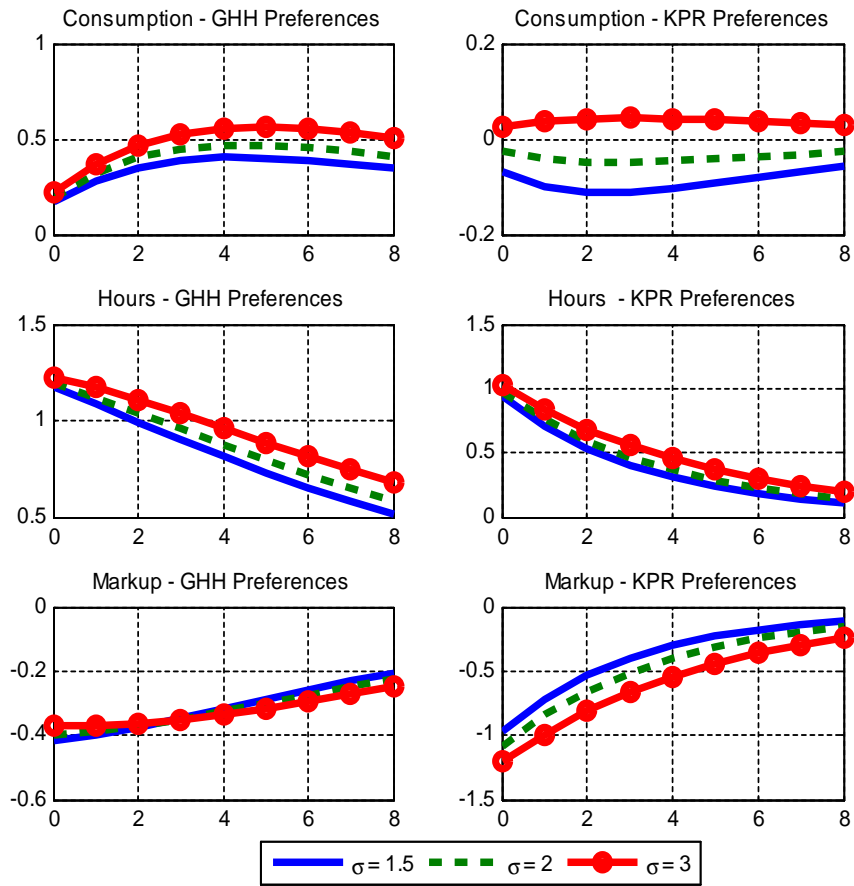 Consumption - GHH Preferences
Consumption - KPR Preferences
1
0.5
0
0 2 4 6 8
0.2
0
-0.2
0 2 4 6 8
Hours - GHH Preferences
Hours - KPR Preferences
1.5
1
0.5
0 2 4 6 8
1.5
1
0.5
0
0 2 4 6 8
Markup - GHH Preferences
Markup - KPR Preferences
0
-0.2
-0.4
-0.6
0 2 4 6 8
0
-0.5
-1
-1.5
0 2 4 6 8
σ = 1.5 σ = 2 σ = 3